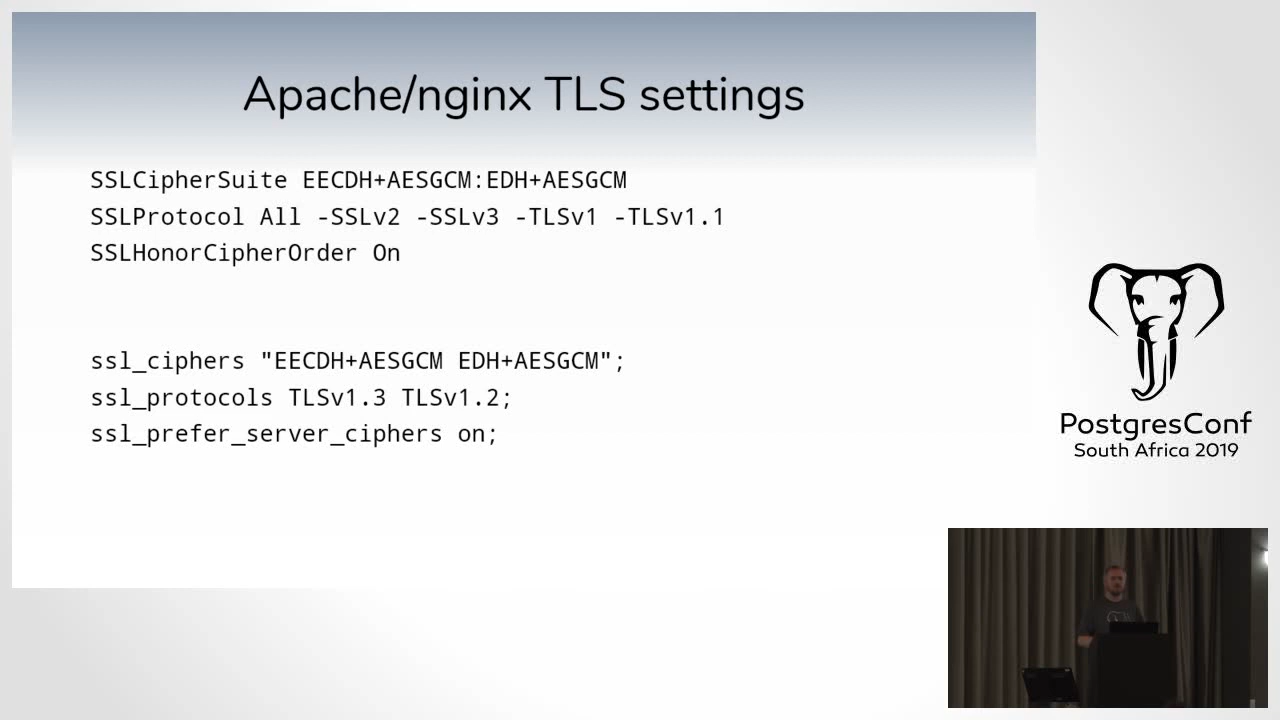 Apache/nginx TLS settings
SSLCipherSuite EECDH+AESGCM:EDH+AESGCM
SSLProtocol All -SSLv2 -SSLv3 -TLSv1 -TLSv1.1
SSLHonorCipherOrder On
ssl_ciphers "EECDH+AESGCM EDH+AESGCM";
ssl_protocols TLSv1.3 TLSv1.2;
ssl_prefer_server_ciphers on;
PostgresConf
South Africa 2019